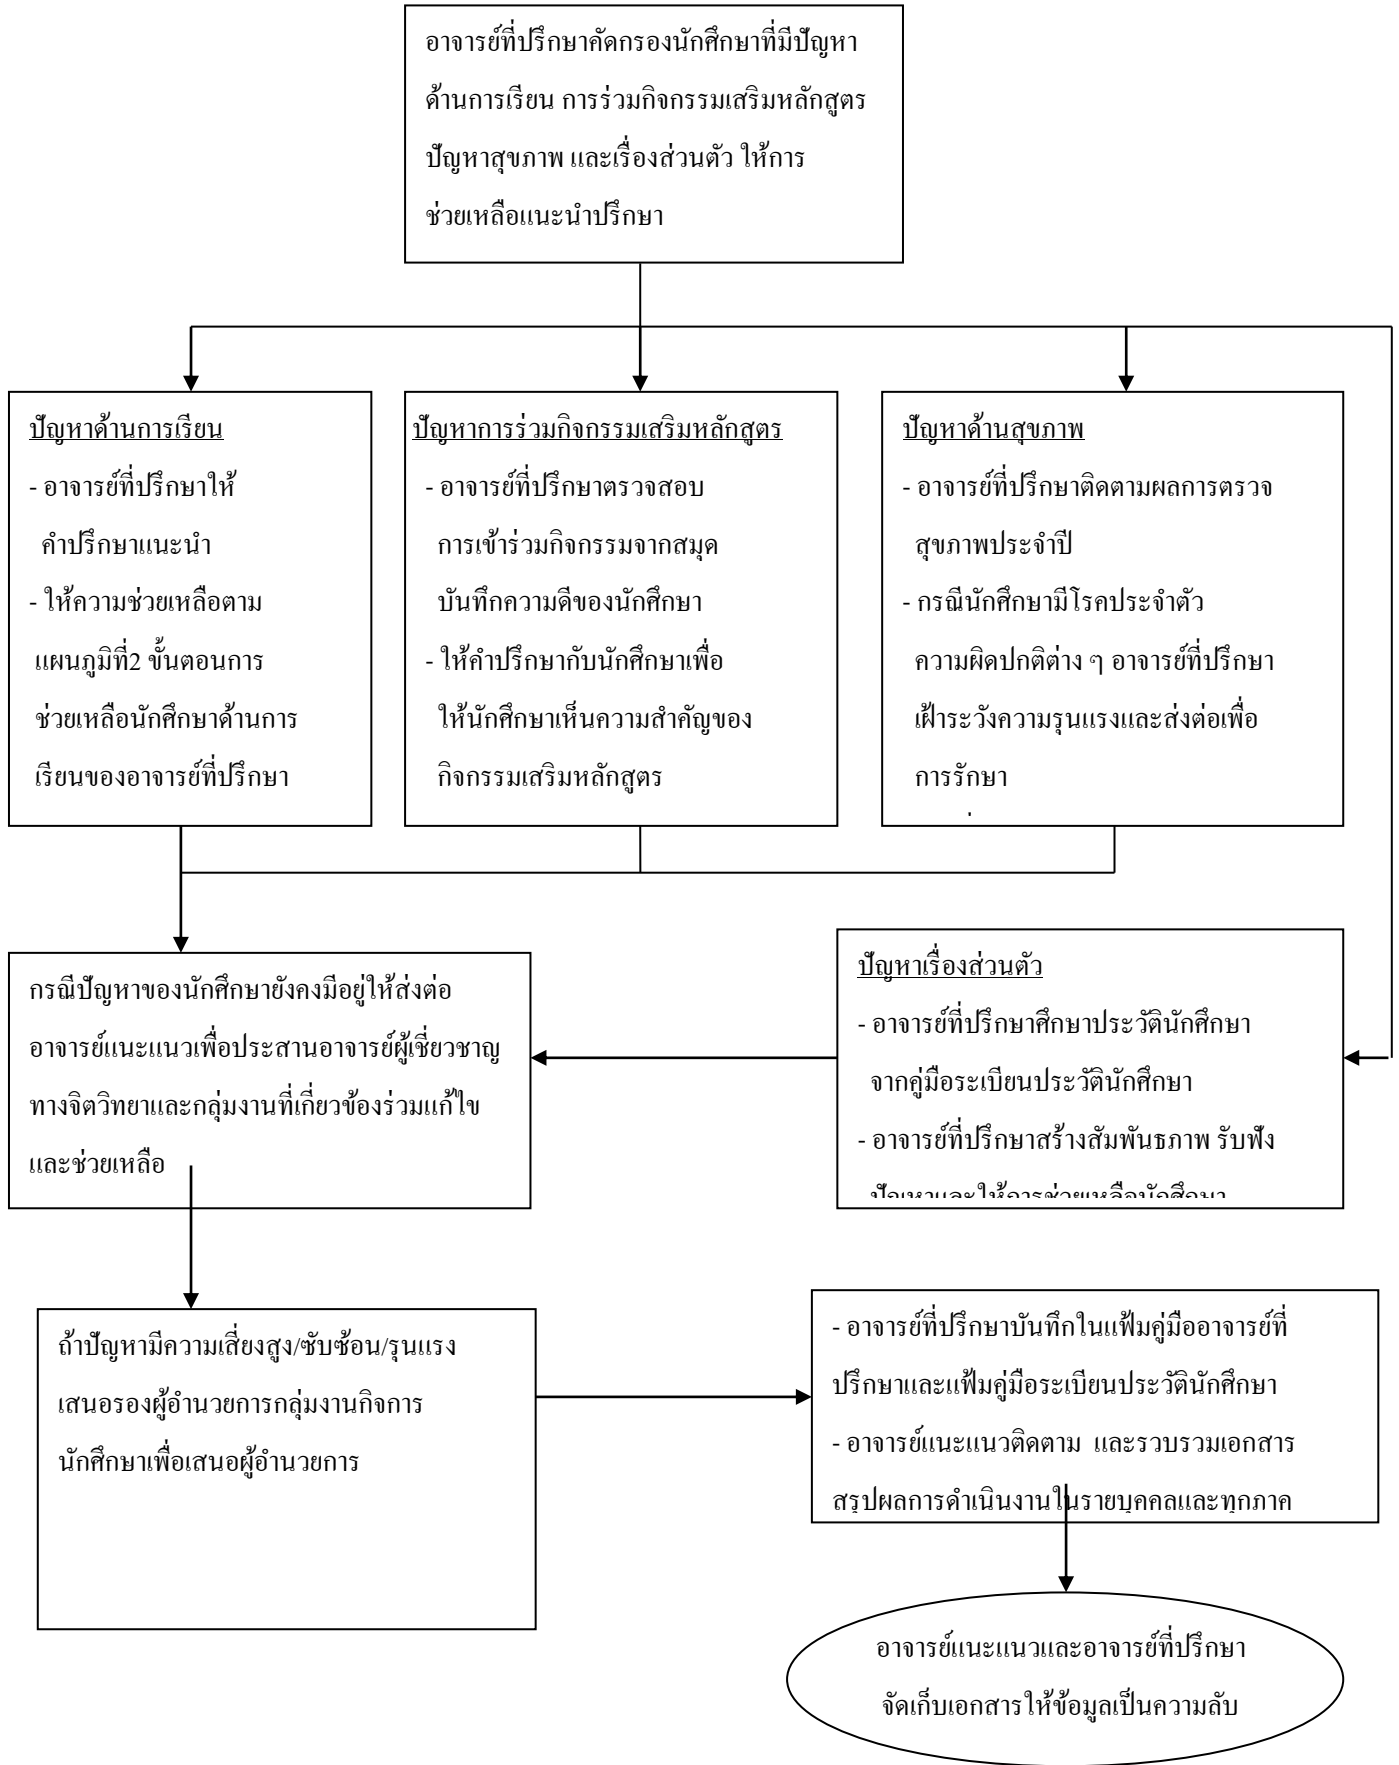 อาจารย์ที่ปรึกษาคัดกรองนักศึกษาที่มีปัญหา
ด้านการเรียน การร่วมกิจกรรมเสริมหลักสูตร
ปัญหาสุขภาพ และเรื่องส่วนตัว ให้การ
ช่วยเหลือแนะนำปรึกษา
ปัญหาด้านการเรียน
- อาจารย์ที่ปรึกษาให้
คำปรึกษาแนะนำ
- ให้ความช่วยเหลือตาม
แผนภูมิที่2 ขั้นตอนการ
ช่วยเหลือนักศึกษาด้านการ
เรียนของอาจารย์ที่ปรึกษา
ปัญหาการร่วมกิจกรรมเสริมหลักสูตร
- อาจารย์ที่ปรึกษาตรวจสอบ
การเข้าร่วมกิจกรรมจากสมุด
บันทึกความดีของนักศึกษา
- ให้คำปรึกษากับนักศึกษาเพื่อ
ให้นักศึกษาเห็นความสำคัญของ
กิจกรรมเสริมหลักสูตร
ปัญหาด้านสุขภาพ
- อาจารย์ที่ปรึกษาติดตามผลการตรวจ
สุขภาพประจำปี
- กรณีนักศึกษามีโรคประจำตัว
ความผิดปกติต่าง ๆ อาจารย์ที่ปรึกษา
เฝ้าระวังความรุนแรงและส่งต่อเพื่อ
การรักษา
กรณีปัญหาของนักศึกษายังคงมีอยู่ให้ส่งต่อ
อาจารย์แนะแนวเพื่อประสานอาจารย์ผู้เชี่ยวชาญ
ทางจิตวิทยาและกลุ่มงานที่เกี่ยวข้องร่วมแก้ไข
และช่วยเหลือ
ปัญหาเรื่องส่วนตัว
- อาจารย์ที่ปรึกษาศึกษาประวัตินักศึกษา
จากคู่มือระเบียนประวัตินักศึกษา
- อาจารย์ที่ปรึกษาสร้างสัมพันธภาพ รับฟัง
ปัญหาและให้การช่วยเหลือนักศึกษา
ถ้าปัญหามีความเสี่ยงสูง/ซับซ้อน/รุนแรง
เสนอรองผู้อำนวยการกลุ่มงานกิจการ
นักศึกษาเพื่อเสนอผู้อำนวยการ
- อาจารย์ที่ปรึกษาบันทึกในแฟ้มคู่มืออาจารย์ที่
ปรึกษาและแฟ้มคู่มือระเบียนประวัตินักศึกษา
- อาจารย์แนะแนวติดตาม และรวบรวมเอกสาร
สรุปผลการดำเนินงานในรายบุคคลและทุกภาค
อาจารย์แนะแนวและอาจารย์ที่ปรึกษา
จัดเก็บเอกสารให้ข้อมูลเป็นความลับ